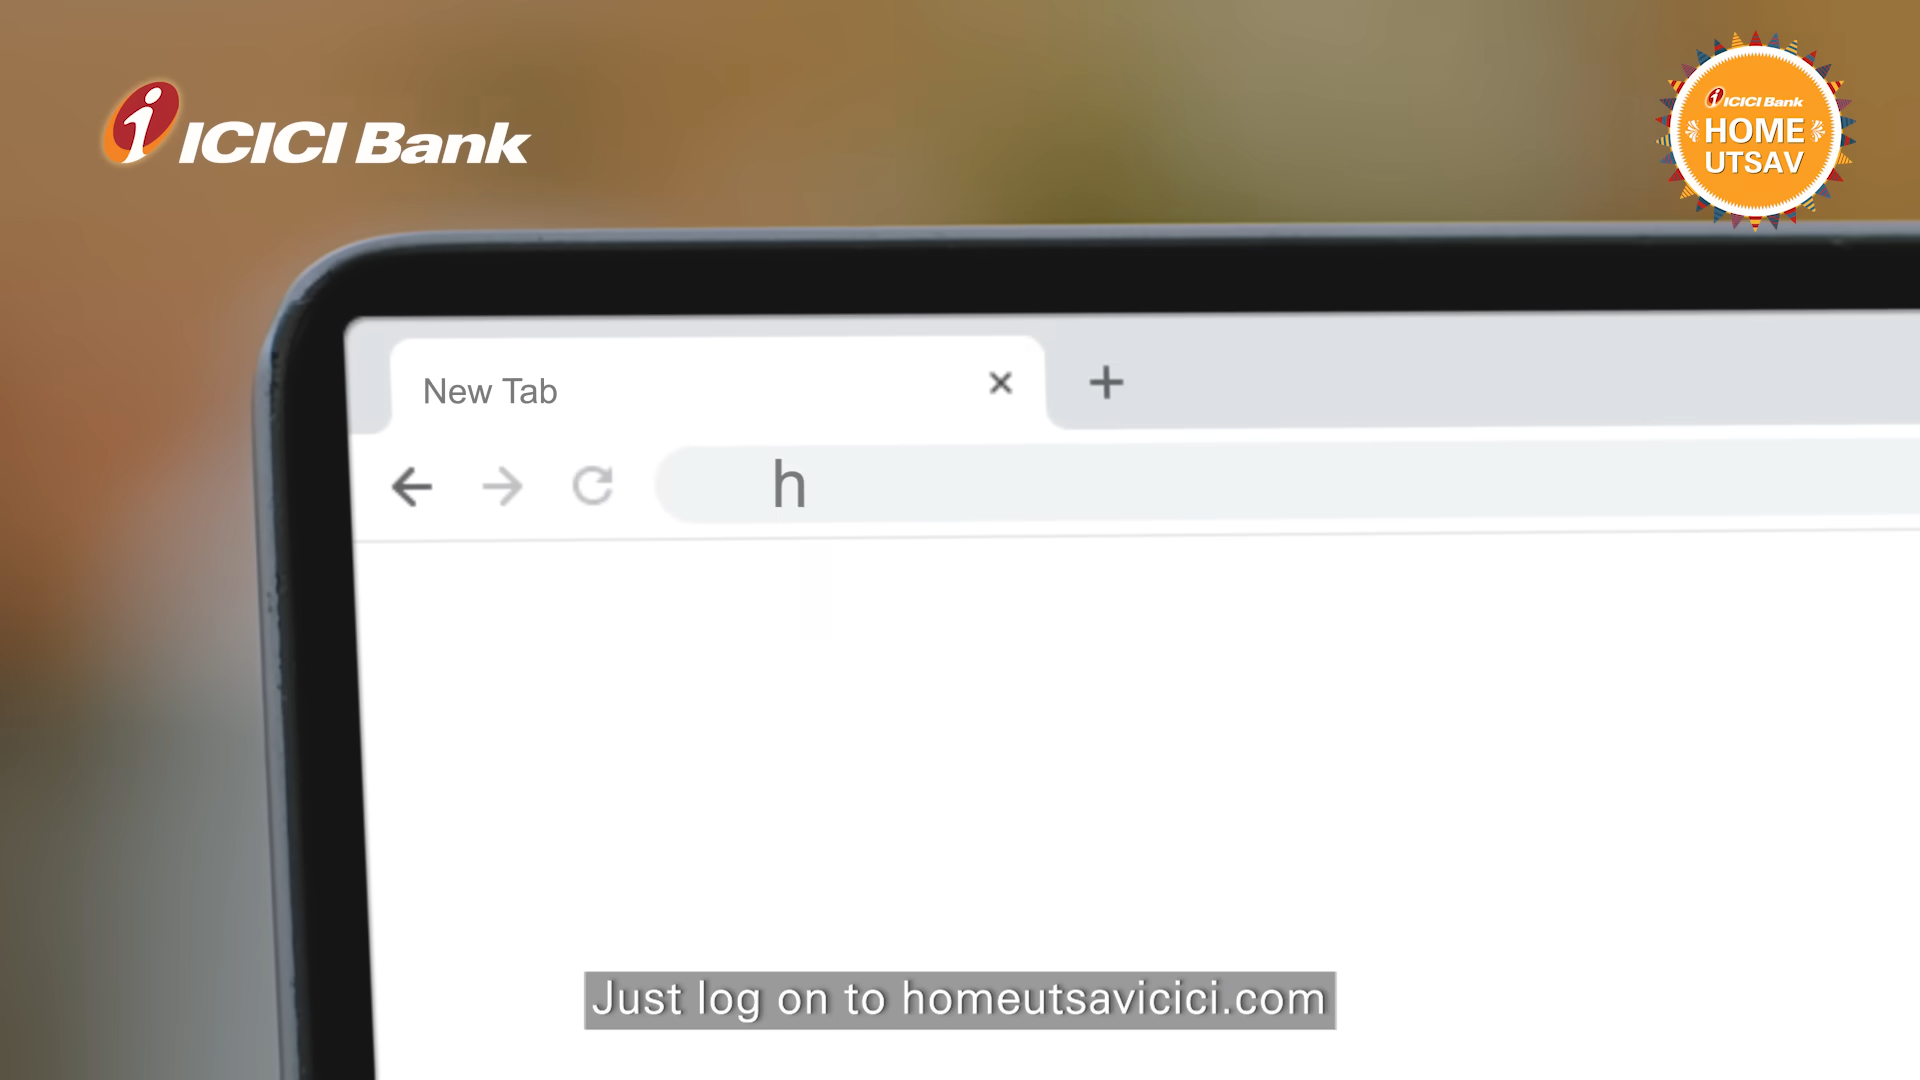 ICICI Bank
ICICI Bank
HOME
UTSAV
New Tab
h
Just log on to homeutsavicici.com